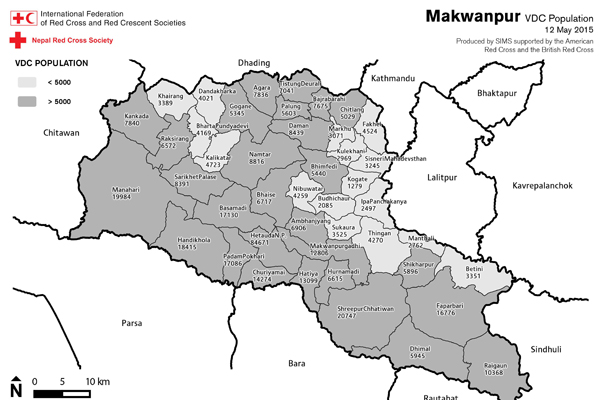 International Federation
of Red Cross and Red Crescent Societies
Nepal Red Cross Society
Makwanpur VDC Population
12 May 2015
Produced by SIMS supported by the American
Red Cross and the British Red Cross
VDC POPULATION
< 5000
> 5000
Dhading
Kathmandu
Bhaktapur
Chitawan
Lalitpur
Kavrepalanchok
Sindhuli
Parsa
Bara
Rautahat
Khairang
3389
Dandakharka
4021
Agara
7836
TistungDeurali
7041
Gogane
5345
Palung
5603
Bajrabarahi
7675
Chitlang
5029
Kankada
7840
BhartaPundyadevi
4169
Daman
8439
Markhu
3071
Fakhel
4524
Raksirang
6572
Kalikatar
4723
Namtar
8816
Kulekhani
2969
SisneriMahadevsthan
3245
Bhimfedi
5440
SarikhetPalase
8391
Kogate
1279
Manahari
19984
Bhaise
6717
Nibuwatar
4259
Budhichaur
2085
IpaPanchakanya
2497
Basamadi
17130
Ambhanjyang
6906
Sukaura
3525
Handikhola
18415
HetaudaN.P
84671
Makwanpurgadhi
12806
Thingan
4270
Manthali
2762
PadamPokhari
17086
Shikharpur
5896
Betini
3351
Churiyamai
14274
Hatiya
13099
Hurnamadi
6615
ShreepurChhatiwan
20747
Faparbari
16776
Dhimal
5945
Raigaun
10368
N
0 5 10 km